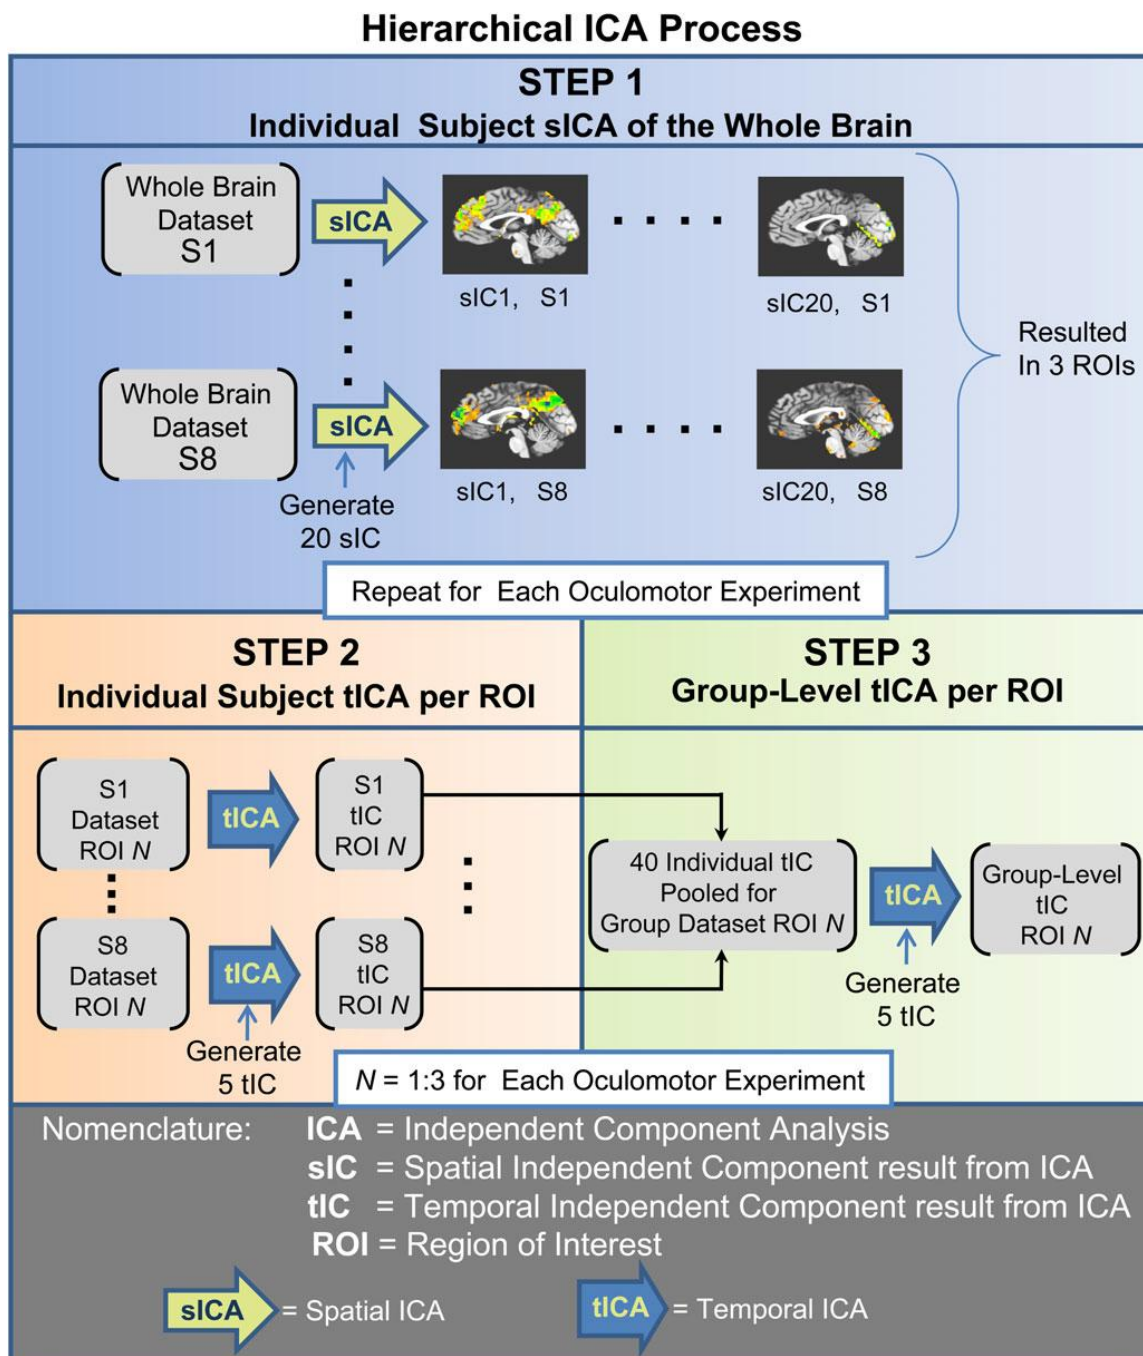 Hierarchical ICA Process
STEP 1
Individual Subject sICA of the Whole Brain
Whole Brain
Dataset
S1
sICA
sIC1, S1
sIC20, S1
Resulted
In 3 ROIs
Whole Brain
Dataset
S8
sICA
sIC1, S8
sIC20, S8
Generate
20 sIC
Repeat for Each Oculomotor Experiment
STEP 2
Individual Subject tICA per ROI
S1
Dataset
ROI N
tICA
S1
tIC
ROI N
S8
Dataset
ROI N
tICA
S8
tIC
ROI N
Generate
5 tIC
STEP 3
Group-Level tICA per ROI
40 Individual tIC
Pooled for
Group Dataset ROI N
tICA
Group-Level
tIC
ROI N
Generate
5 tIC
N = 1:3 for Each Oculomotor Experiment
Nomenclature: ICA = Independent Component Analysis
sIC = Spatial Independent Component result from ICA
tIC = Temporal Independent Component result from ICA
ROI = Region of Interest
sICA = Spatial ICA
tICA = Temporal ICA